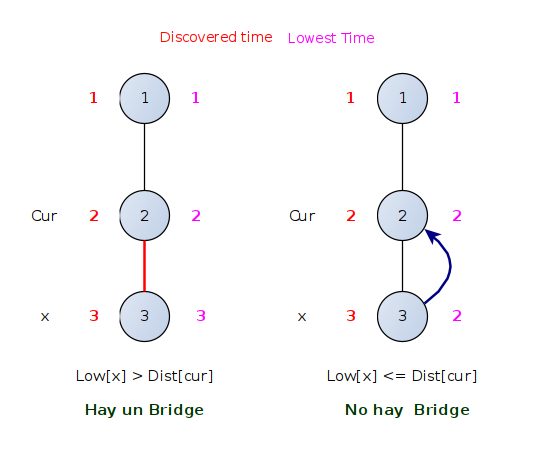 Discovered time Lowest Time
1 1 1 1 1 1
Cur 2 2 2 Cur 2 2 2
x 3 3 3 x 3 3 2
Low[x] > Dist[cur] Low[x] <= Dist[cur]
Hay un Bridge No hay Bridge